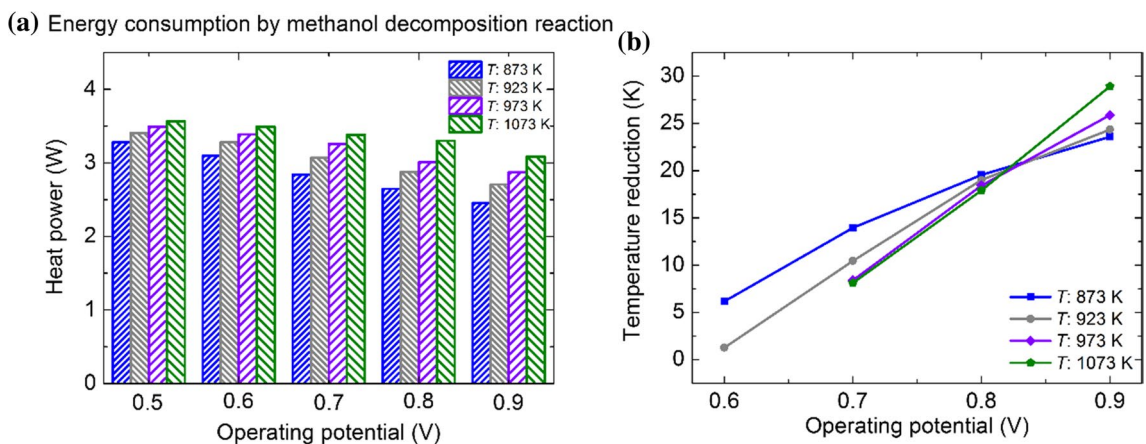 (a) Energy consumption by methanol decomposition reaction
Heat power (W)
4
3
2
1
0
T: 873 K
T: 923 K
T: 973 K
T: 1073 K
0.5 0.6 0.7 0.8 0.9
Operating potential (V)
(b)
Temperature reduction (K)
30
25
20
15
10
5
0
T: 873 K
T: 923 K
T: 973 K
T: 1073 K
0.6 0.7 0.8 0.9
Operating potential (V)